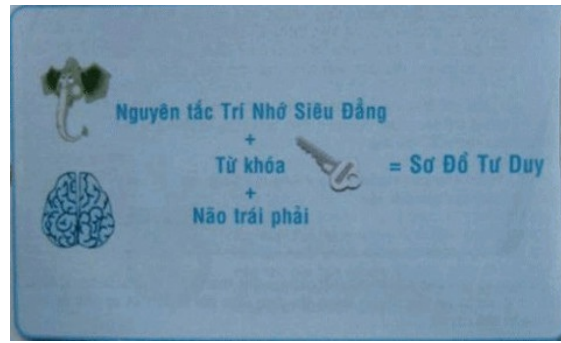 Nguyên tắc Trí Nhớ Siêu Đẳng
+
Từ khóa = Sơ Đồ Tư Duy
+
Não trái phải